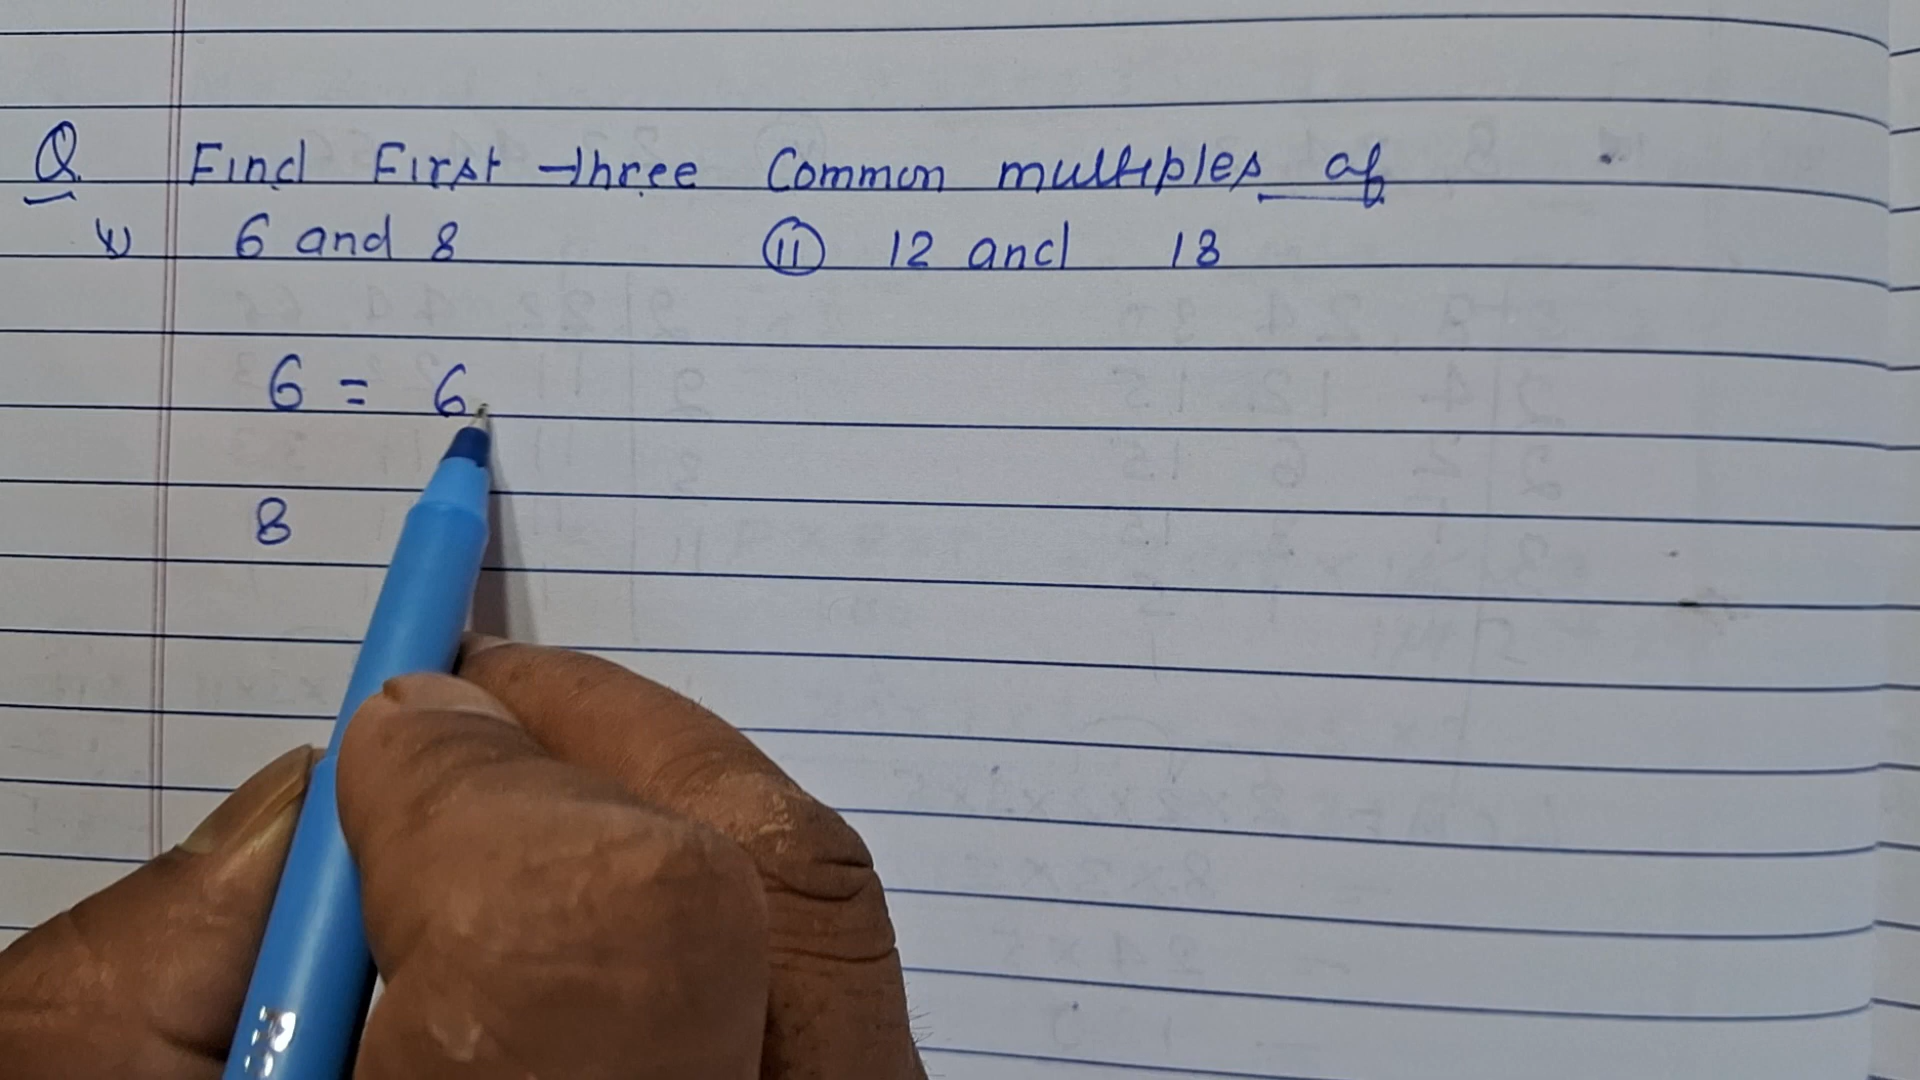 Q Find First three Common multiples of
6 and 8 (ii) 12 and 18
6 = 6
8